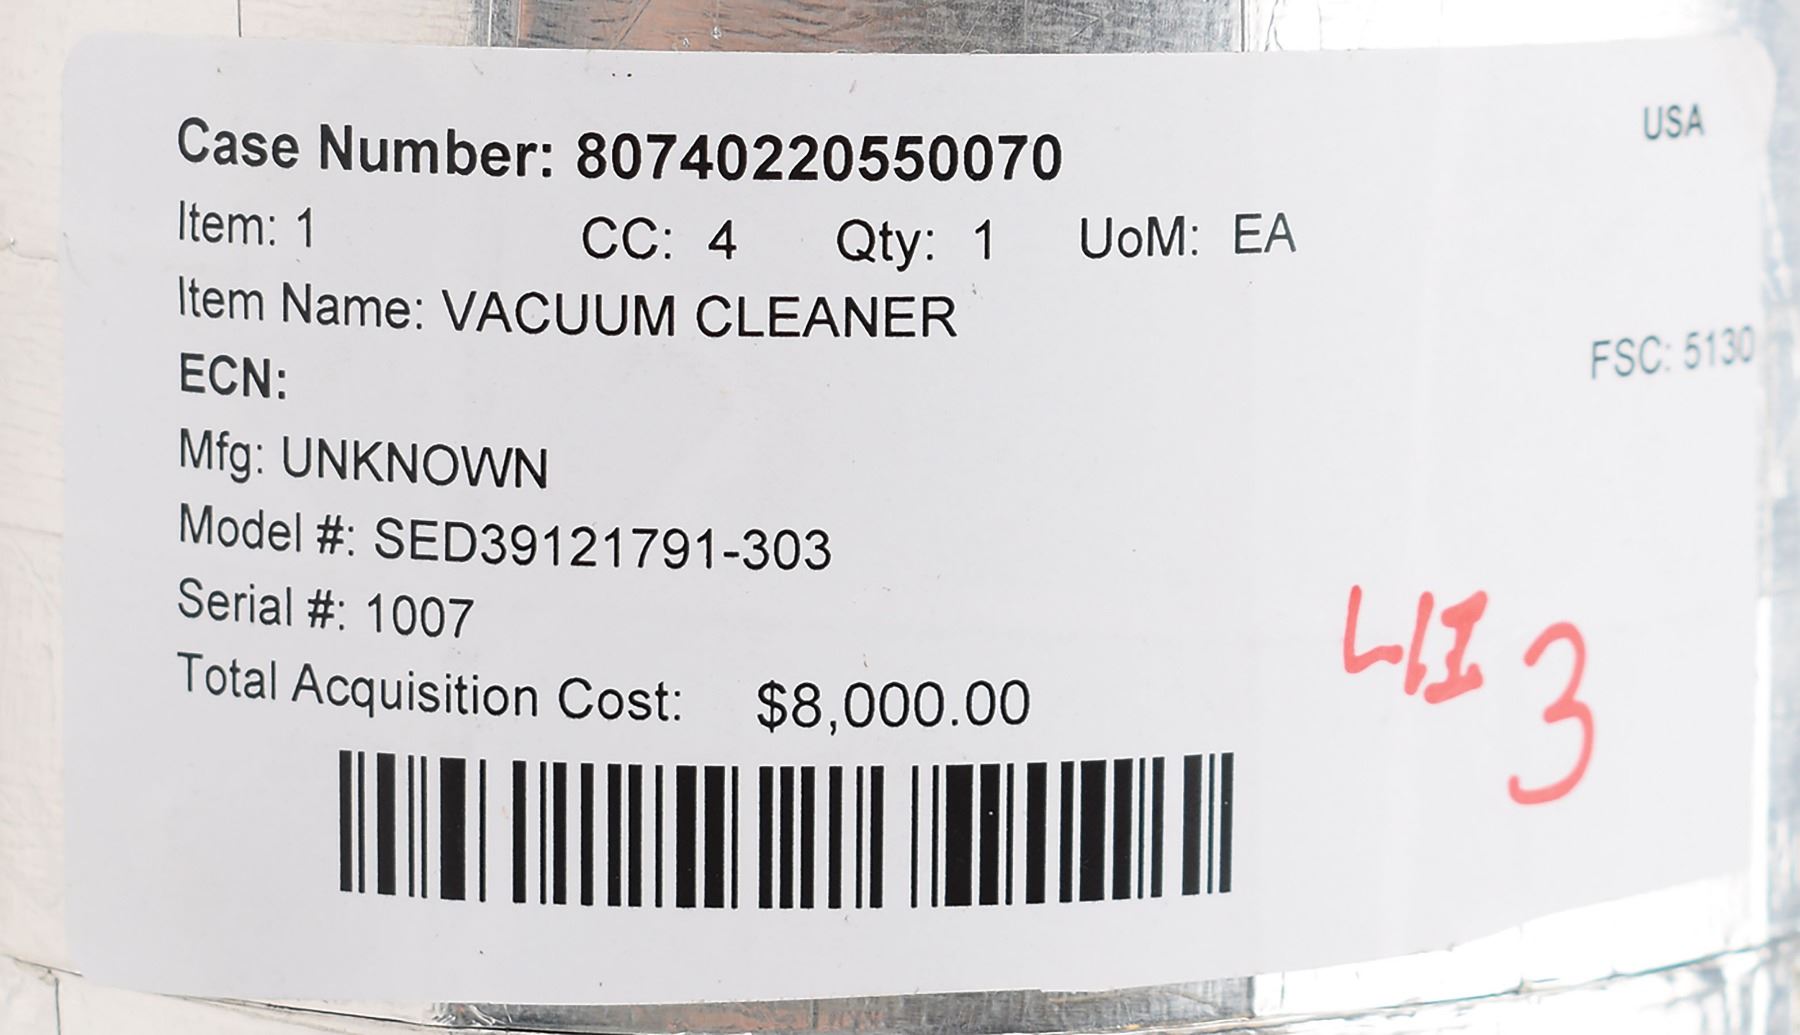 USA
Case Number: 80740220550070
Item: 1 CC: 4 Qty: 1 UoM: EA
Item Name: VACUUM CLEANER
FSC: 5130
ECN:
Mfg: UNKNOWN
Model #: SED39121791-303
Serial #: 1007
Total Acquisition Cost: $8,000.00
3